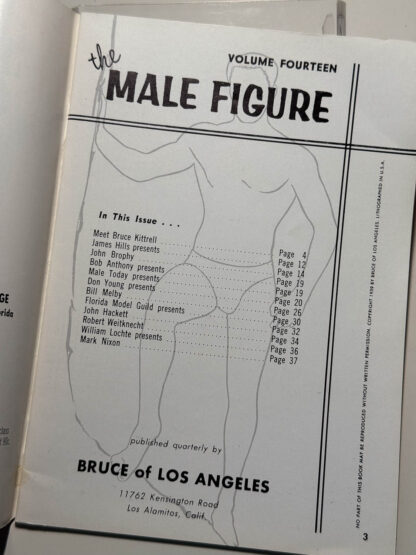 the
VOLUME FOURTEEN
MALE FIGURE
In This Issue . . .
Meet Bruce Kittrell Page 4
James Hills presents Page 12
John Brophy Page 14
Bob Anthony presents Page 19
Male Today presents Page 19
Don Young presents Page 20
Bill Melby Page 26
Florida Model Guild presents Page 30
John Hackett Page 32
Robert Weitknecht Page 34
William Lochte presents Page 36
Mark Nixon Page 37
published quarterly by
BRUCE of LOS ANGELES
11762 Kensington Road
Los Alamitos, Calif.
NO PART OF THIS BOOK MAY BE REPRODUCED WITHOUT WRITTEN PERMISSION. COPYRIGHT 1959 BY BRUCE OF LOS ANGELES. LITHOGRAPHED IN U.S.A.
3